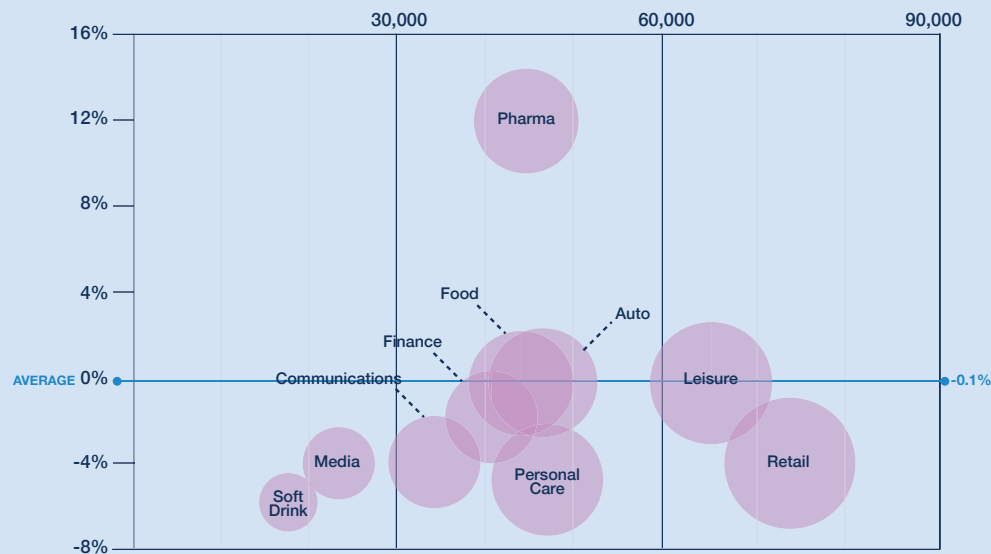 30,000 60,000 90,000
16%
12%
Pharma
8%
4%
Food
Auto
Finance
AVERAGE 0% Communications Leisure -0.1%
-4% Media Retail
Personal
Care
Soft
Drink
-8%